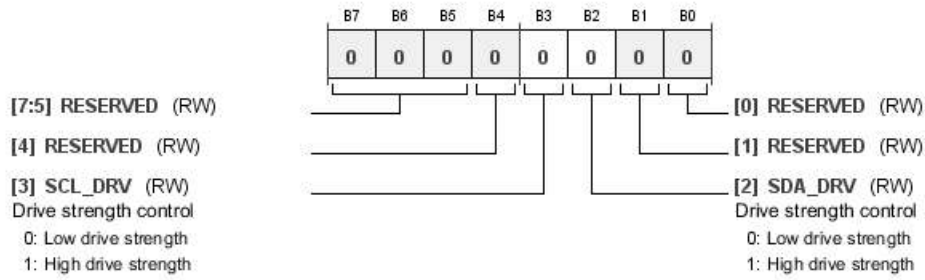 B7 B6 B5 B4 B3 B2 B1 B0
0 0 0 0 0 0 0 0
[7:5] RESERVED (RW)
[0] RESERVED (RW)
[4] RESERVED (RW)
[1] RESERVED (RW)
[3] SCL_DRV (RW)
Drive strength control
0: Low drive strength
1: High drive strength
[2] SDA_DRV (RW)
Drive strength control
0: Low drive strength
1: High drive strength